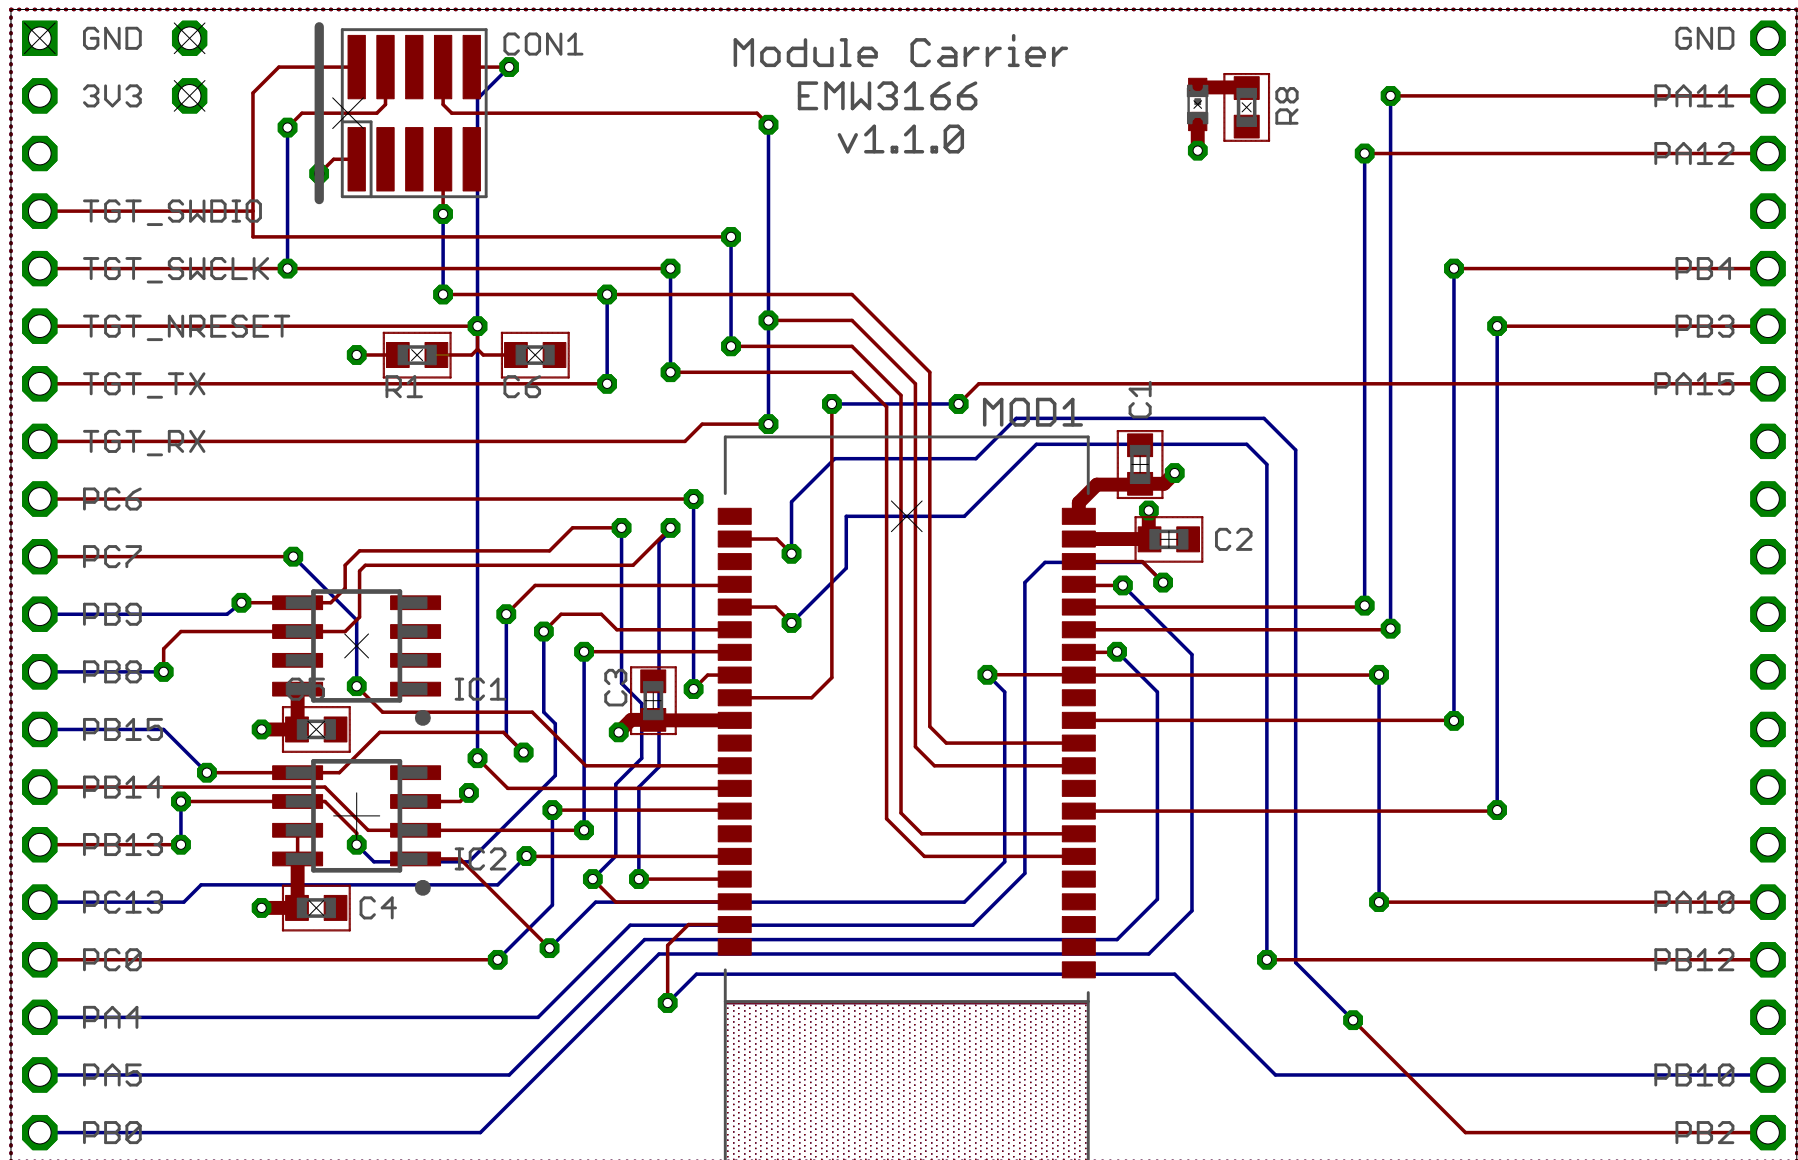 Module Carrier
EMW3166
v1.1.0
CON1
R8
GND
3V3
TGT_SWDIO
TGT_SWCLK
TGT_NRESET
TGT_TX
TGT_RX
PC6
PC7
PB9
PB8
PB15
PB14
PB13
PC13
PC0
PA4
PA5
PB0
R1
C6
MOD1
C1
C2
C3
C5
IC1
IC2
C4
GND
PA11
PA12
PB4
PB3
PA15
PA10
PB12
PB10
PB2